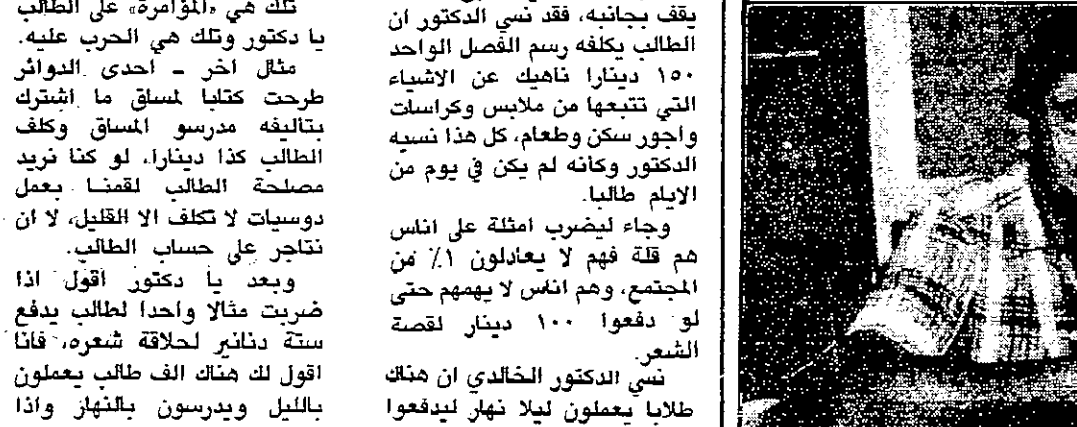 يقف بجانبه، فقد نسي الدكتور ان
الطالب يكلفه رسم الفصل الواحد
١٥٠ دينارا ناهيك عن الاشياء
التي تتبعها من ملابس وكراسات
واجور سكن وطعام، كل هذا نسيه
الدكتور وكانه لم يكن في يوم من
الايام طالبا.
وجاء ليضرب امثلة على اناس
هم قلة فهم لا يعادلون ١٪ من
المجتمع، وهم اناس لا يهمهم حتى
لو دفعوا ١٠٠ دينار لقصة
الشعر.
نسي الدكتور الخالدي ان هناك
طلابا يعملون ليلا نهار ليدفعوا
تلك هي «المؤامرة» على الطالب
يا دكتور وتلك هي الحرب عليه.
مثال اخر - احدى الدوائر
طرحت كتابا لمساق ما اشترك
بتاليفه مدرسو المساق وكلف
الطالب كذا دينارا، لو كنا نريد
مصلحة الطالب لقمنا بعمل
دوسيات لا تكلف الا القليل، لا ان
نتاجر على حساب الطالب.
وبعد يا دكتور اقول اذا
ضربت مثالا واحدا لطالب يدفع
ستة دنانير لحلاقة شعره، فانا
اقول لك هناك الف طالب يعملون
بالليل ويدرسون بالنهار واذا